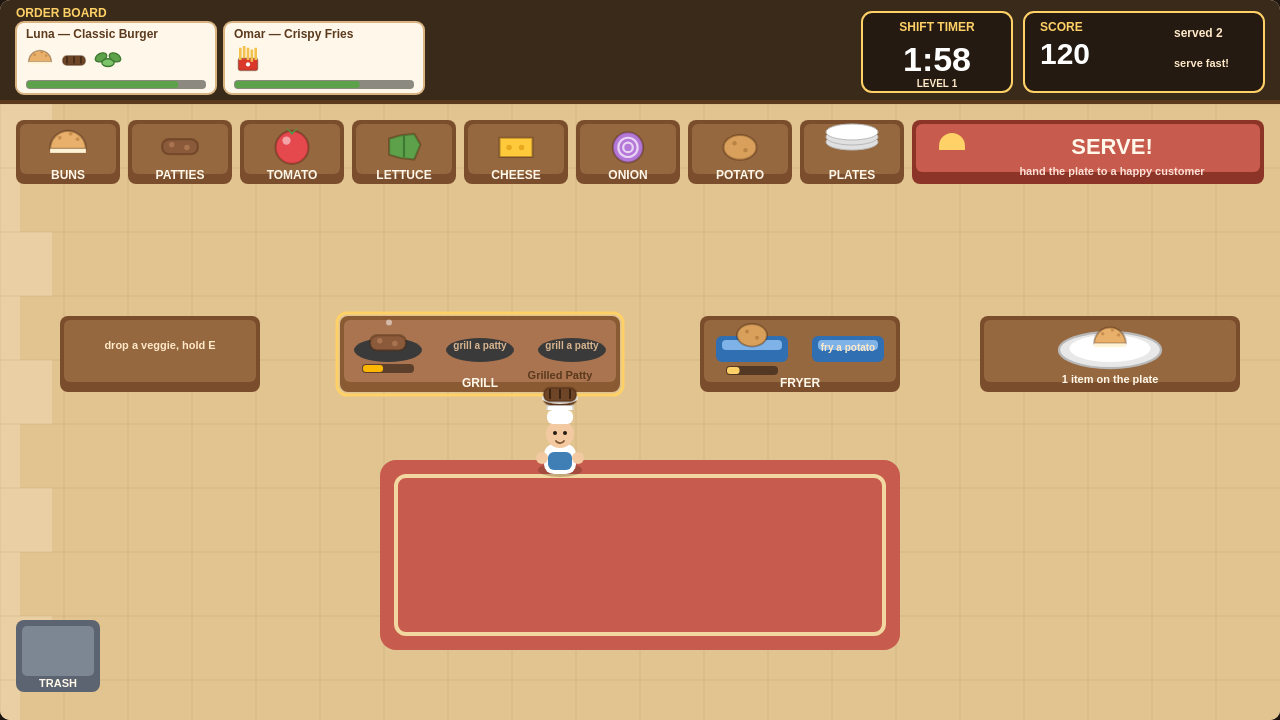 ORDER BOARD
Luna — Classic Burger
Omar — Crispy Fries
SHIFT TIMER
1:58
LEVEL 1
SCORE
120
served 2
serve fast!
BUNS
PATTIES
TOMATO
LETTUCE
CHEESE
ONION
POTATO
PLATES
SERVE!
hand the plate to a happy customer
drop a veggie, hold E
grill a patty
grill a patty
GRILL
Grilled Patty
fry a potato
FRYER
1 item on the plate
TRASH